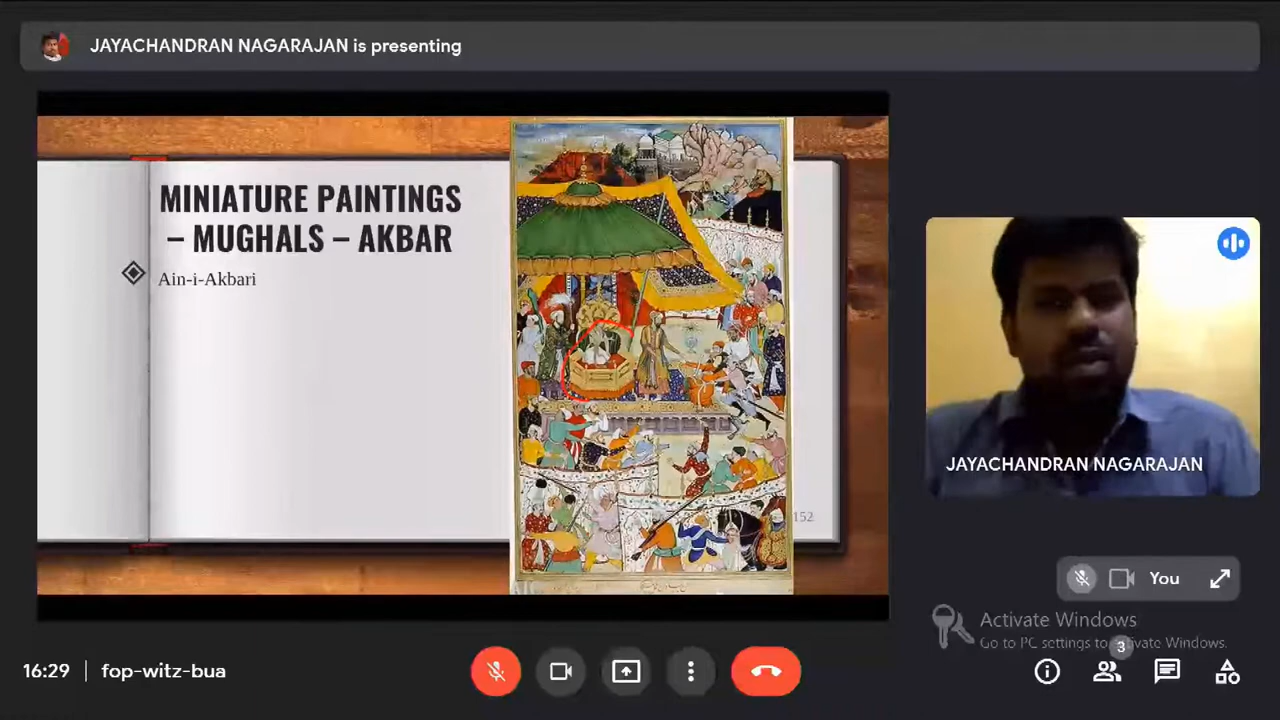 JAYACHANDRAN NAGARAJAN is presenting
MINIATURE PAINTINGS
– MUGHALS – AKBAR
Ain-i-Akbari
152
JAYACHANDRAN NAGARAJAN
You
Activate Windows
Go to PC settings to activate Windows.
3
16:29
fop-witz-bua